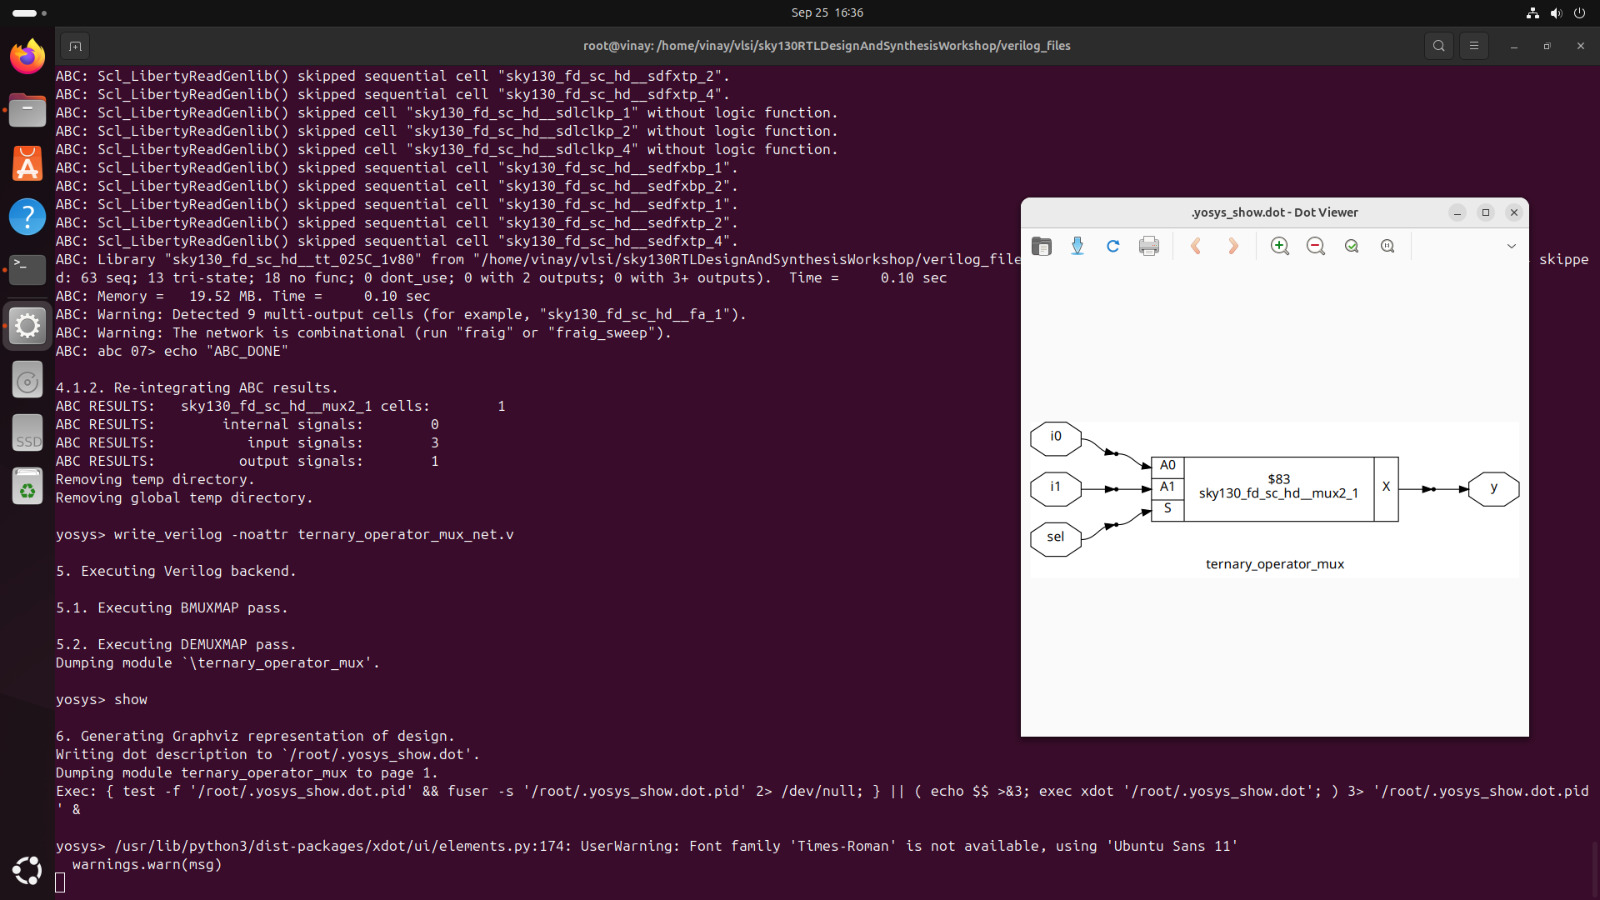 Sep 25 16:36
root@vinay: /home/vinay/vlsi/sky130RTLDesignAndSynthesisWorkshop/verilog_files
ABC: Scl_LibertyReadGenlib() skipped sequential cell "sky130_fd_sc_hd__sdfxtp_2".
ABC: Scl_LibertyReadGenlib() skipped sequential cell "sky130_fd_sc_hd__sdfxtp_4".
ABC: Scl_LibertyReadGenlib() skipped cell "sky130_fd_sc_hd__sdlclkp_1" without logic function.
ABC: Scl_LibertyReadGenlib() skipped cell "sky130_fd_sc_hd__sdlclkp_2" without logic function.
ABC: Scl_LibertyReadGenlib() skipped cell "sky130_fd_sc_hd__sdlclkp_4" without logic function.
ABC: Scl_LibertyReadGenlib() skipped sequential cell "sky130_fd_sc_hd__sedfxbp_1".
ABC: Scl_LibertyReadGenlib() skipped sequential cell "sky130_fd_sc_hd__sedfxbp_2".
ABC: Scl_LibertyReadGenlib() skipped sequential cell "sky130_fd_sc_hd__sedfxtp_1".
ABC: Scl_LibertyReadGenlib() skipped sequential cell "sky130_fd_sc_hd__sedfxtp_2".
ABC: Scl_LibertyReadGenlib() skipped sequential cell "sky130_fd_sc_hd__sedfxtp_4".
ABC: Library "sky130_fd_sc_hd__tt_025C_1v80" from "/home/vinay/vlsi/sky130RTLDesignAndSynthesisWorkshop/verilog_file skippe
d: 63 seq; 13 tri-state; 18 no func; 0 dont_use; 0 with 2 outputs; 0 with 3+ outputs).  Time =     0.10 sec
ABC: Memory =   19.52 MB. Time =     0.10 sec
ABC: Warning: Detected 9 multi-output cells (for example, "sky130_fd_sc_hd__fa_1").
ABC: Warning: The network is combinational (run "fraig" or "fraig_sweep").
ABC: abc 07> echo "ABC_DONE"
4.1.2. Re-integrating ABC results.
ABC RESULTS:   sky130_fd_sc_hd__mux2_1 cells:        1
ABC RESULTS:        internal signals:        0
ABC RESULTS:           input signals:        3
ABC RESULTS:          output signals:        1
Removing temp directory.
Removing global temp directory.
yosys> write_verilog -noattr ternary_operator_mux_net.v
5. Executing Verilog backend.
5.1. Executing BMUXMAP pass.
5.2. Executing DEMUXMAP pass.
Dumping module `\ternary_operator_mux'.
yosys> show
6. Generating Graphviz representation of design.
Writing dot description to `/root/.yosys_show.dot'.
Dumping module ternary_operator_mux to page 1.
Exec: { test -f '/root/.yosys_show.dot.pid' && fuser -s '/root/.yosys_show.dot.pid' 2> /dev/null; } || ( echo $$ >&3; exec xdot '/root/.yosys_show.dot'; ) 3> '/root/.yosys_show.dot.pid
' &
yosys> /usr/lib/python3/dist-packages/xdot/ui/elements.py:174: UserWarning: Font family 'Times-Roman' is not available, using 'Ubuntu Sans 11'
  warnings.warn(msg)
.yosys_show.dot - Dot Viewer
i0
i1
sel
A0
A1
S
$83
sky130_fd_sc_hd__mux2_1
X
y
ternary_operator_mux
SSD